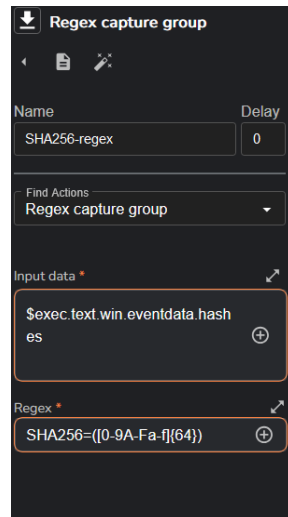 Regex capture group
Name
Delay
SHA256-regex
0
Find Actions
Regex capture group
Input data *
$exec.text.win.eventdata.hash
es
Regex *
SHA256=([0-9A-Fa-f]{64})